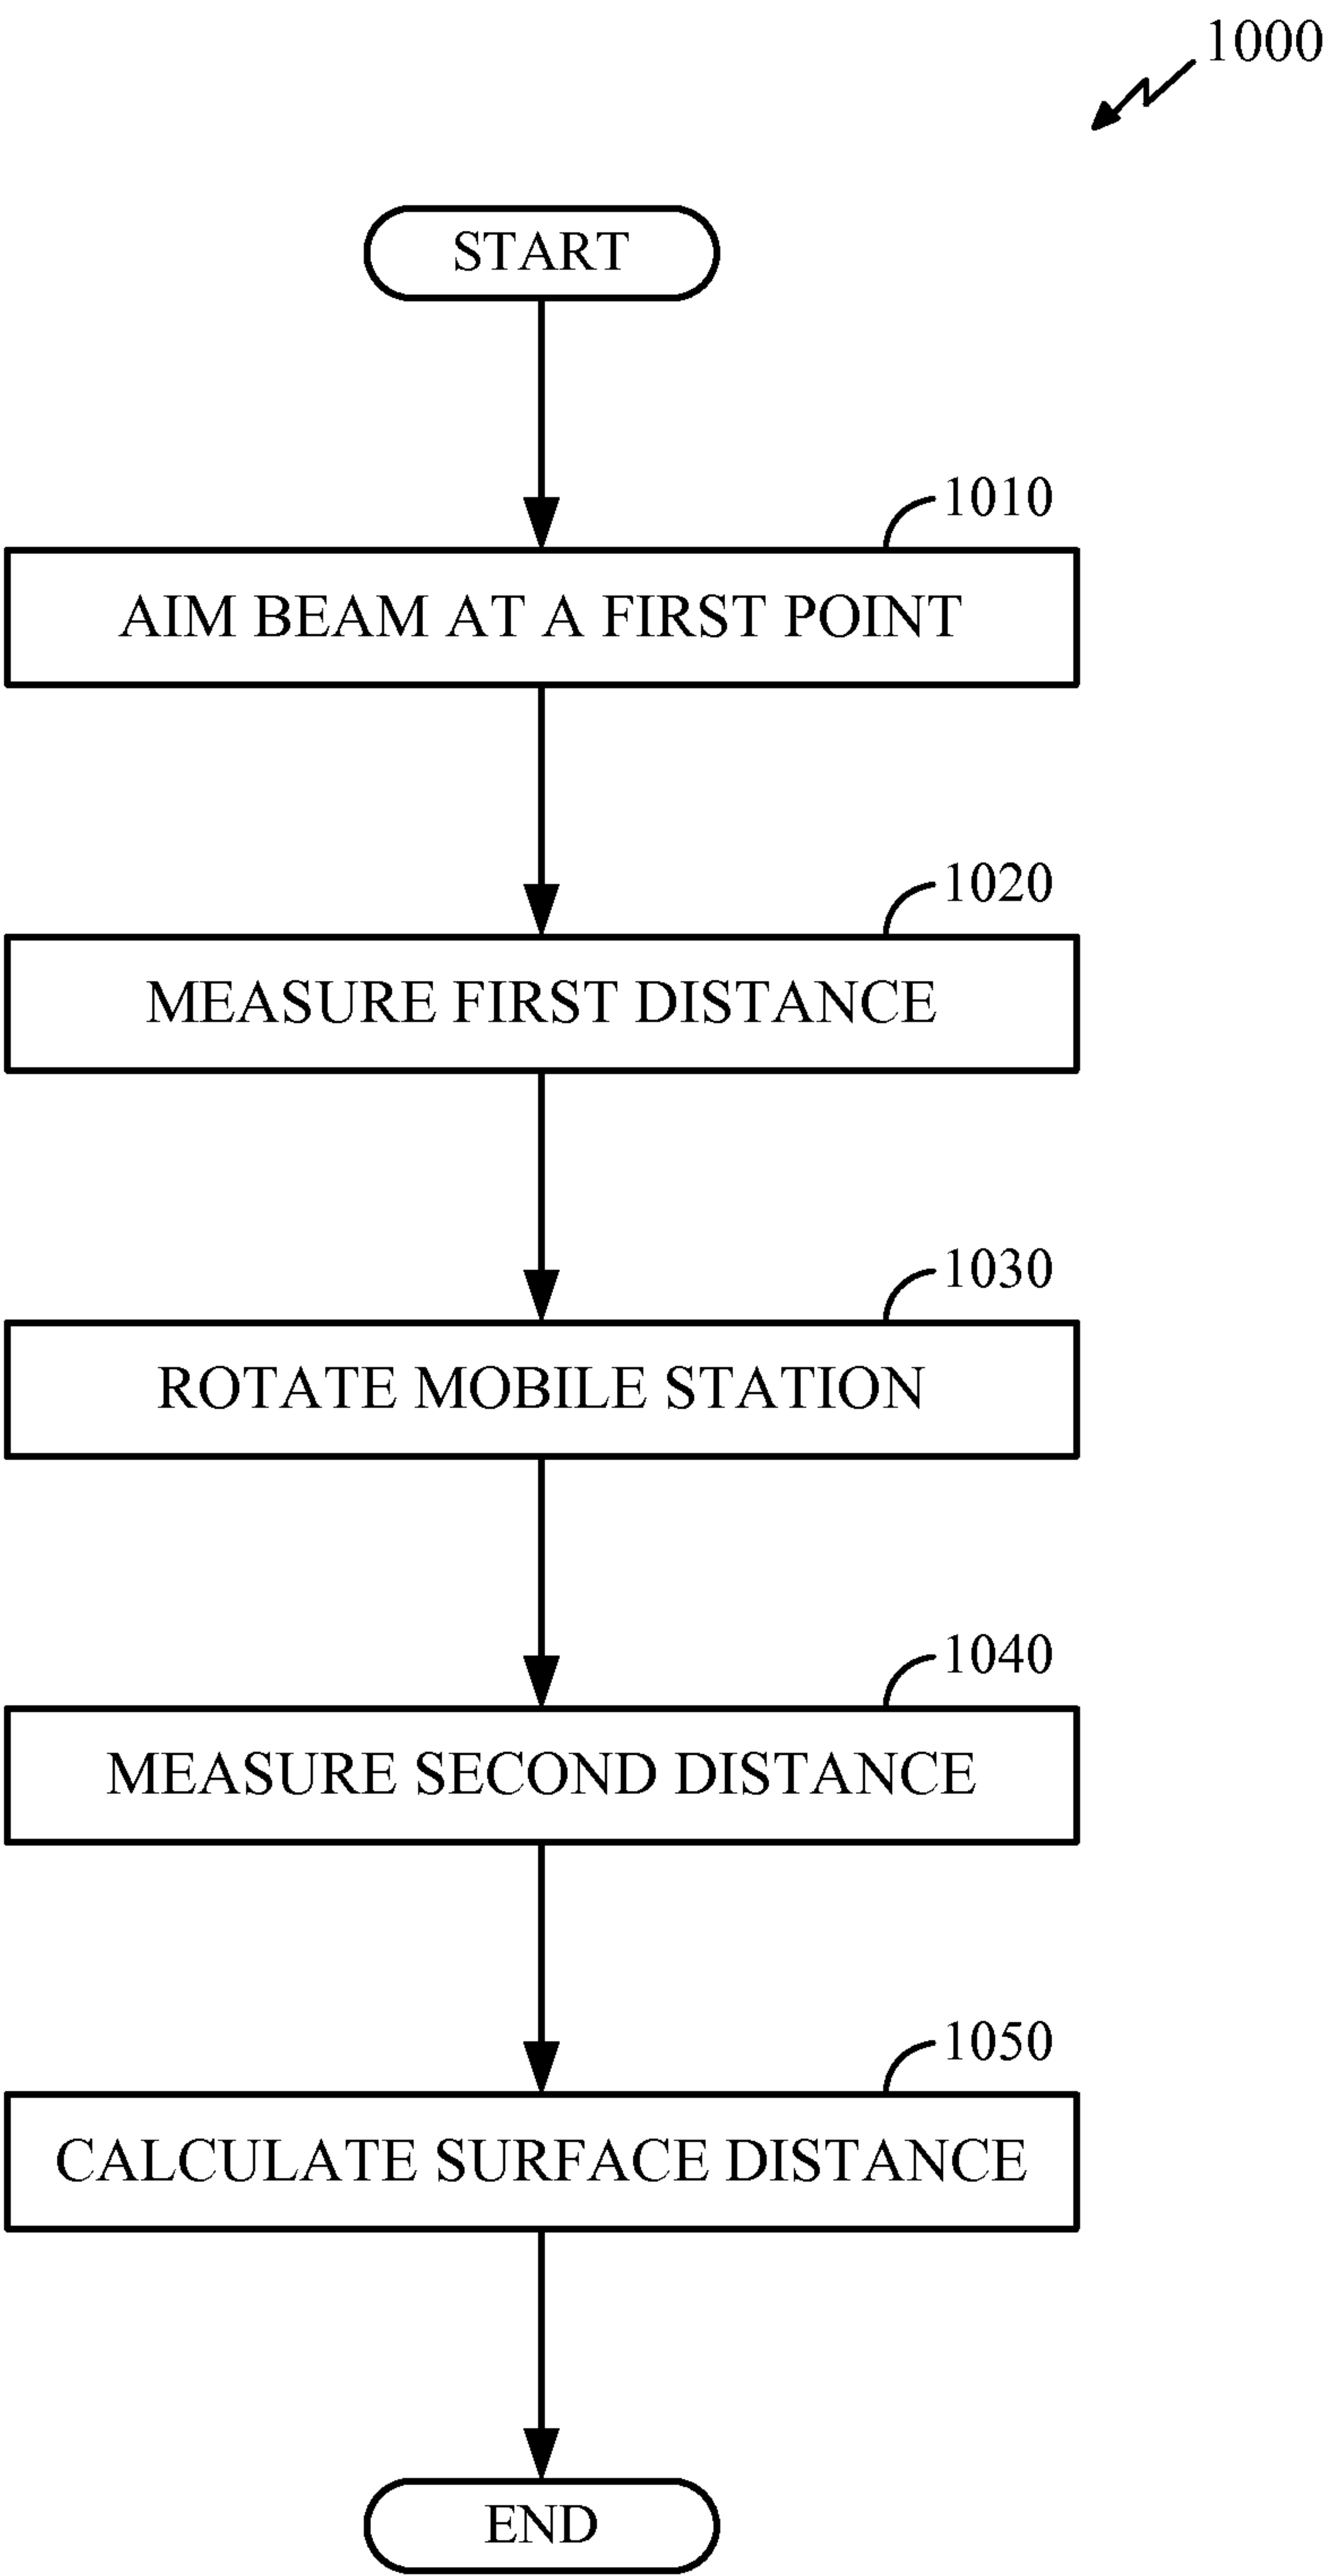 1000
START
1010
AIM BEAM AT A FIRST POINT
1020
MEASURE FIRST DISTANCE
1030
ROTATE MOBILE STATION
1040
MEASURE SECOND DISTANCE
1050
CALCULATE SURFACE DISTANCE
END